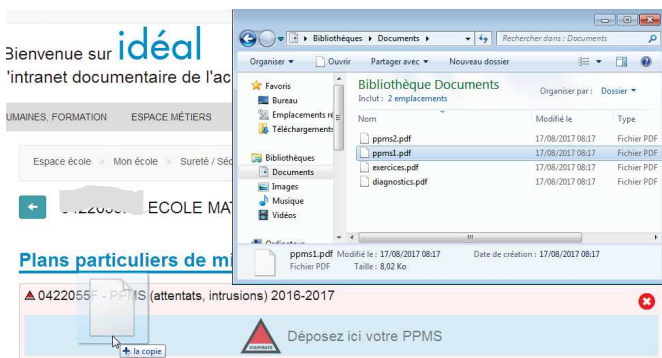 Bienvenue sur idéal
l'intranet documentaire de l'ac
UMAINES, FORMATION ESPACE MÉTIERS
Espace école > Mon école > Sureté / Séc
ECOLE MA
Plans particuliers de mi
0422055F - PPMS (attentats, intrusions) 2016-2017
Déposez ici votre PPMS
VIGIPIRATE
+ la copie
Bibliothèques ▸ Documents ▸
Rechercher dans : Documents
Organiser ▾ Ouvrir Partager avec ▾ Nouveau dossier
Favoris
Bureau
Emplacements ré
Téléchargements
Bibliothèques
Documents
Images
Musique
Vidéos
Bibliothèque Documents
Inclut : 2 emplacements
Organiser par : Dossier ▾
Nom Modifié le Type
ppms2.pdf 17/08/2017 08:17 Fichier PDF
ppms1.pdf 17/08/2017 08:17 Fichier PDF
exercices.pdf 17/08/2017 08:17 Fichier PDF
diagnostics.pdf 17/08/2017 08:17 Fichier PDF
ppms1.pdf Modifié le : 17/08/2017 08:17 Date de création : 17/08/2017 08:17
Fichier PDF Taille : 8,02 Ko